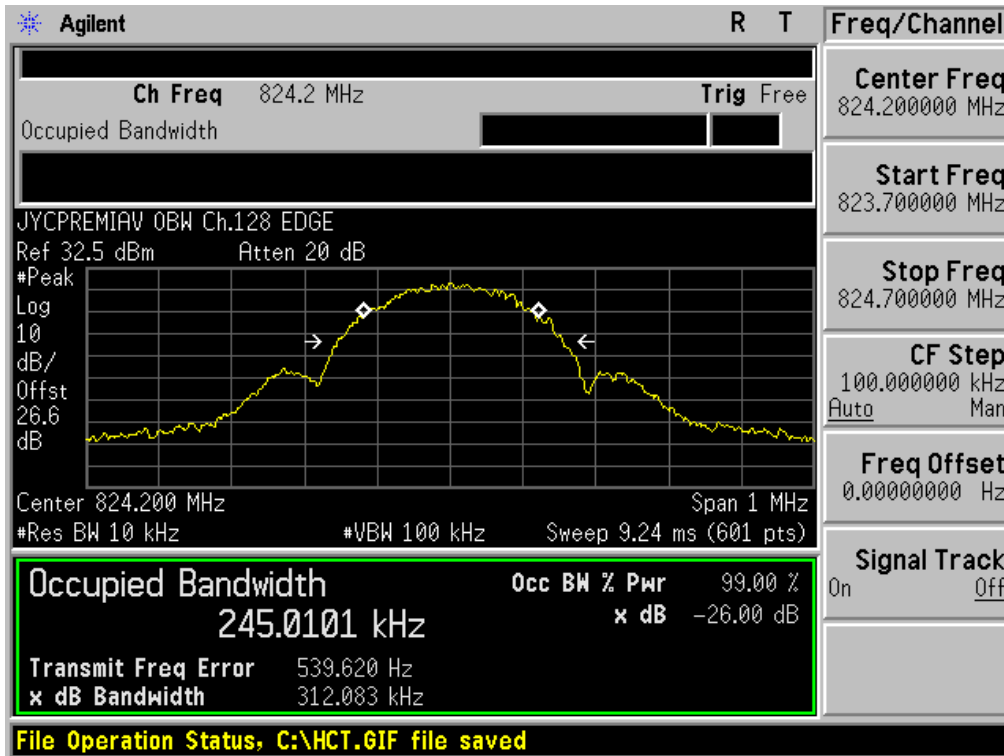 Agilent R T Freq/Channel
Ch Freq 824.2 MHz Trig Free
Occupied Bandwidth
Center Freq
824.200000 MHz
Start Freq
823.700000 MHz
Stop Freq
824.700000 MHz
CF Step
100.000000 kHz
Auto Man
Freq Offset
0.00000000 Hz
Signal Track
On Off
JYCPREMIAV OBW Ch.128 EDGE
Ref 32.5 dBm Atten 20 dB
#Peak
Log
10
dB/
Offst
26.6
dB
Center 824.200 MHz Span 1 MHz
#Res BW 10 kHz #VBW 100 kHz Sweep 9.24 ms (601 pts)
Occupied Bandwidth Occ BW % Pwr 99.00 %
245.0101 kHz x dB -26.00 dB
Transmit Freq Error 539.620 Hz
x dB Bandwidth 312.083 kHz
File Operation Status, C:\HCT.GIF file saved